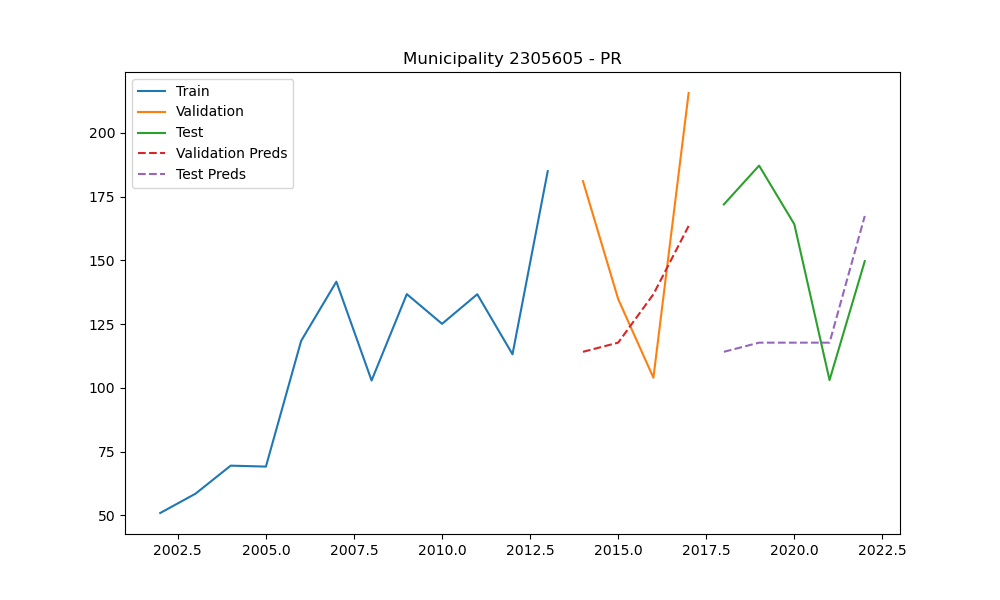 Municipality 2305605 - PR
Train
Validation
Test
Validation Preds
Test Preds
200
175
150
125
100
75
50
2002.5 2005.0 2007.5 2010.0 2012.5 2015.0 2017.5 2020.0 2022.5